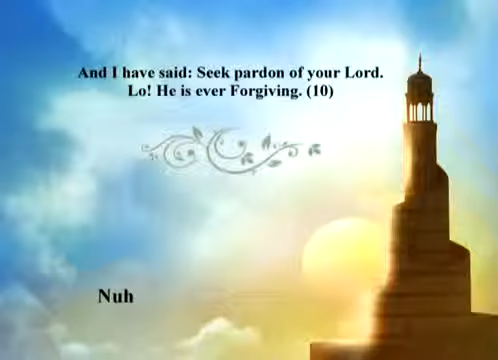 And I have said: Seek pardon of your Lord.
Lo! He is ever Forgiving. (10)
Nuh